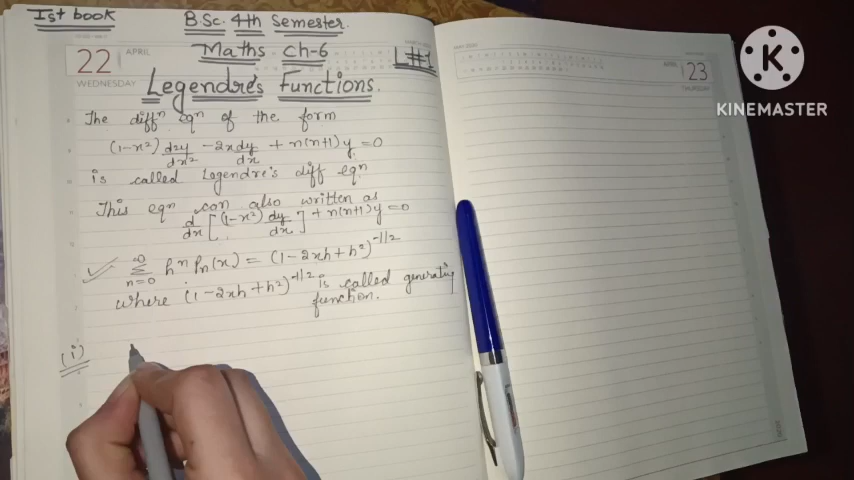 Ist book
B.Sc. 4th Semester.
Maths Ch-6
L#1
22 APRIL
WEDNESDAY
Legendre's Functions.
The diffⁿ eqⁿ of the form
(1-x²) d²y/dx² - 2x dy/dx + n(n+1)y = 0
is called Legendre's diff eqⁿ
This eqⁿ can also written as
d/dx [(1-x²) dy/dx] + n(n+1)y = 0
✓ ∞ Σ n=0 hⁿ Pn(x) = (1-2xh+h²)^-1/2
where (1-2xh+h²)^-1/2 is called generating
function.
(i)
APRIL 23
THURSDAY
K
KINEMASTER